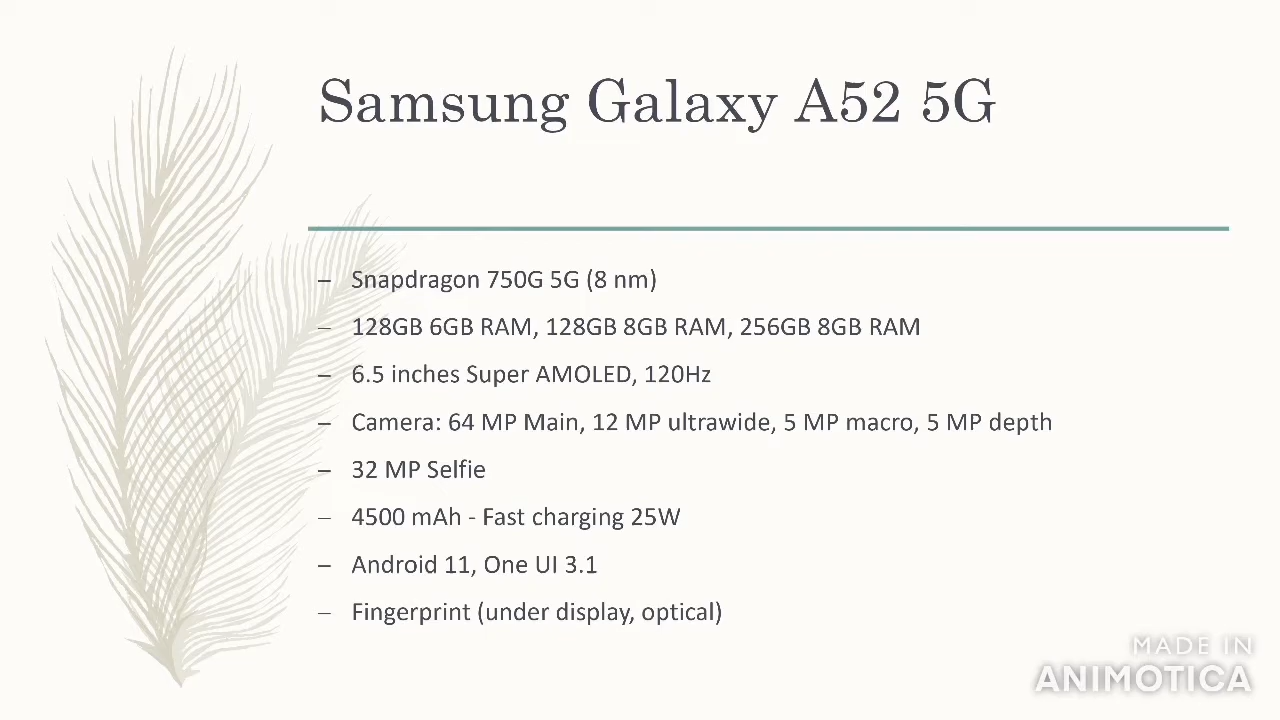 Samsung Galaxy A52 5G
– Snapdragon 750G 5G (8 nm)
– 128GB 6GB RAM, 128GB 8GB RAM, 256GB 8GB RAM
– 6.5 inches Super AMOLED, 120Hz
– Camera: 64 MP Main, 12 MP ultrawide, 5 MP macro, 5 MP depth
– 32 MP Selfie
– 4500 mAh - Fast charging 25W
– Android 11, One UI 3.1
– Fingerprint (under display, optical)
MADE IN
ANIMOTICA